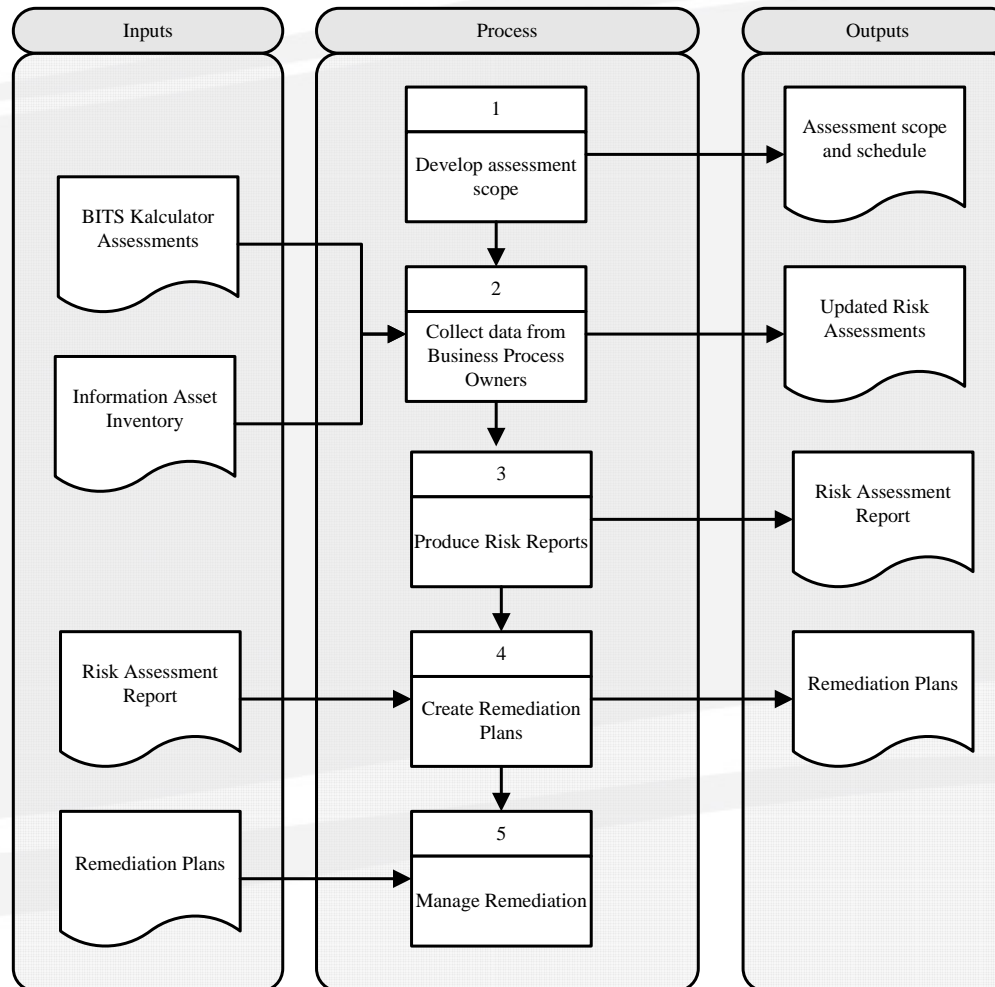 Inputs
Process
Outputs
1
Develop assessment
scope
Assessment scope
and schedule
BITS Kalculator
Assessments
2
Collect data from
Business Process
Owners
Updated Risk
Assessments
Information Asset
Inventory
3
Produce Risk Reports
Risk Assessment
Report
Risk Assessment
Report
4
Create Remediation
Plans
Remediation Plans
Remediation Plans
5
Manage Remediation